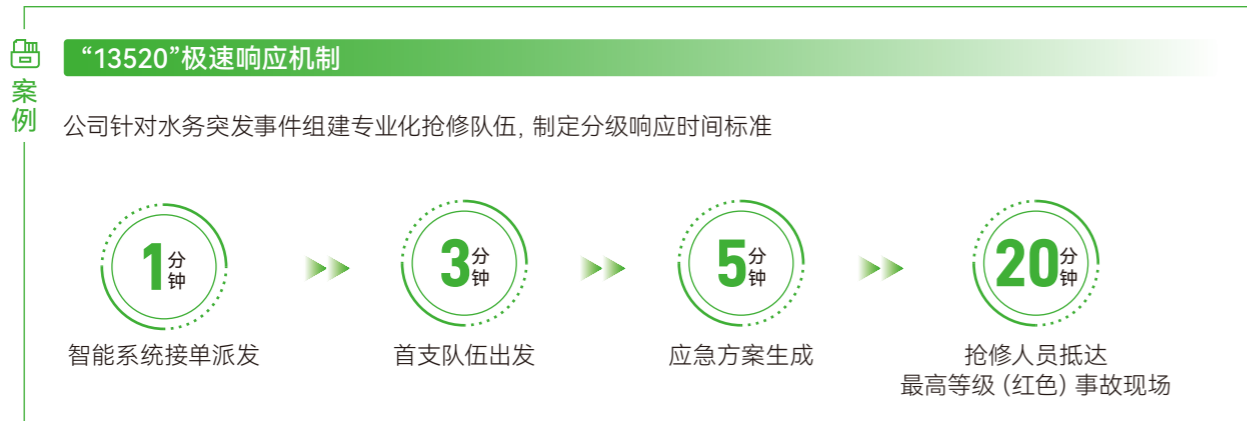 案例
“13520”极速响应机制
公司针对水务突发事件组建专业化抢修队伍, 制定分级响应时间标准
1分钟
智能系统接单派发
3分钟
首支队伍出发
5分钟
应急方案生成
20分钟
抢修人员抵达
最高等级 (红色) 事故现场